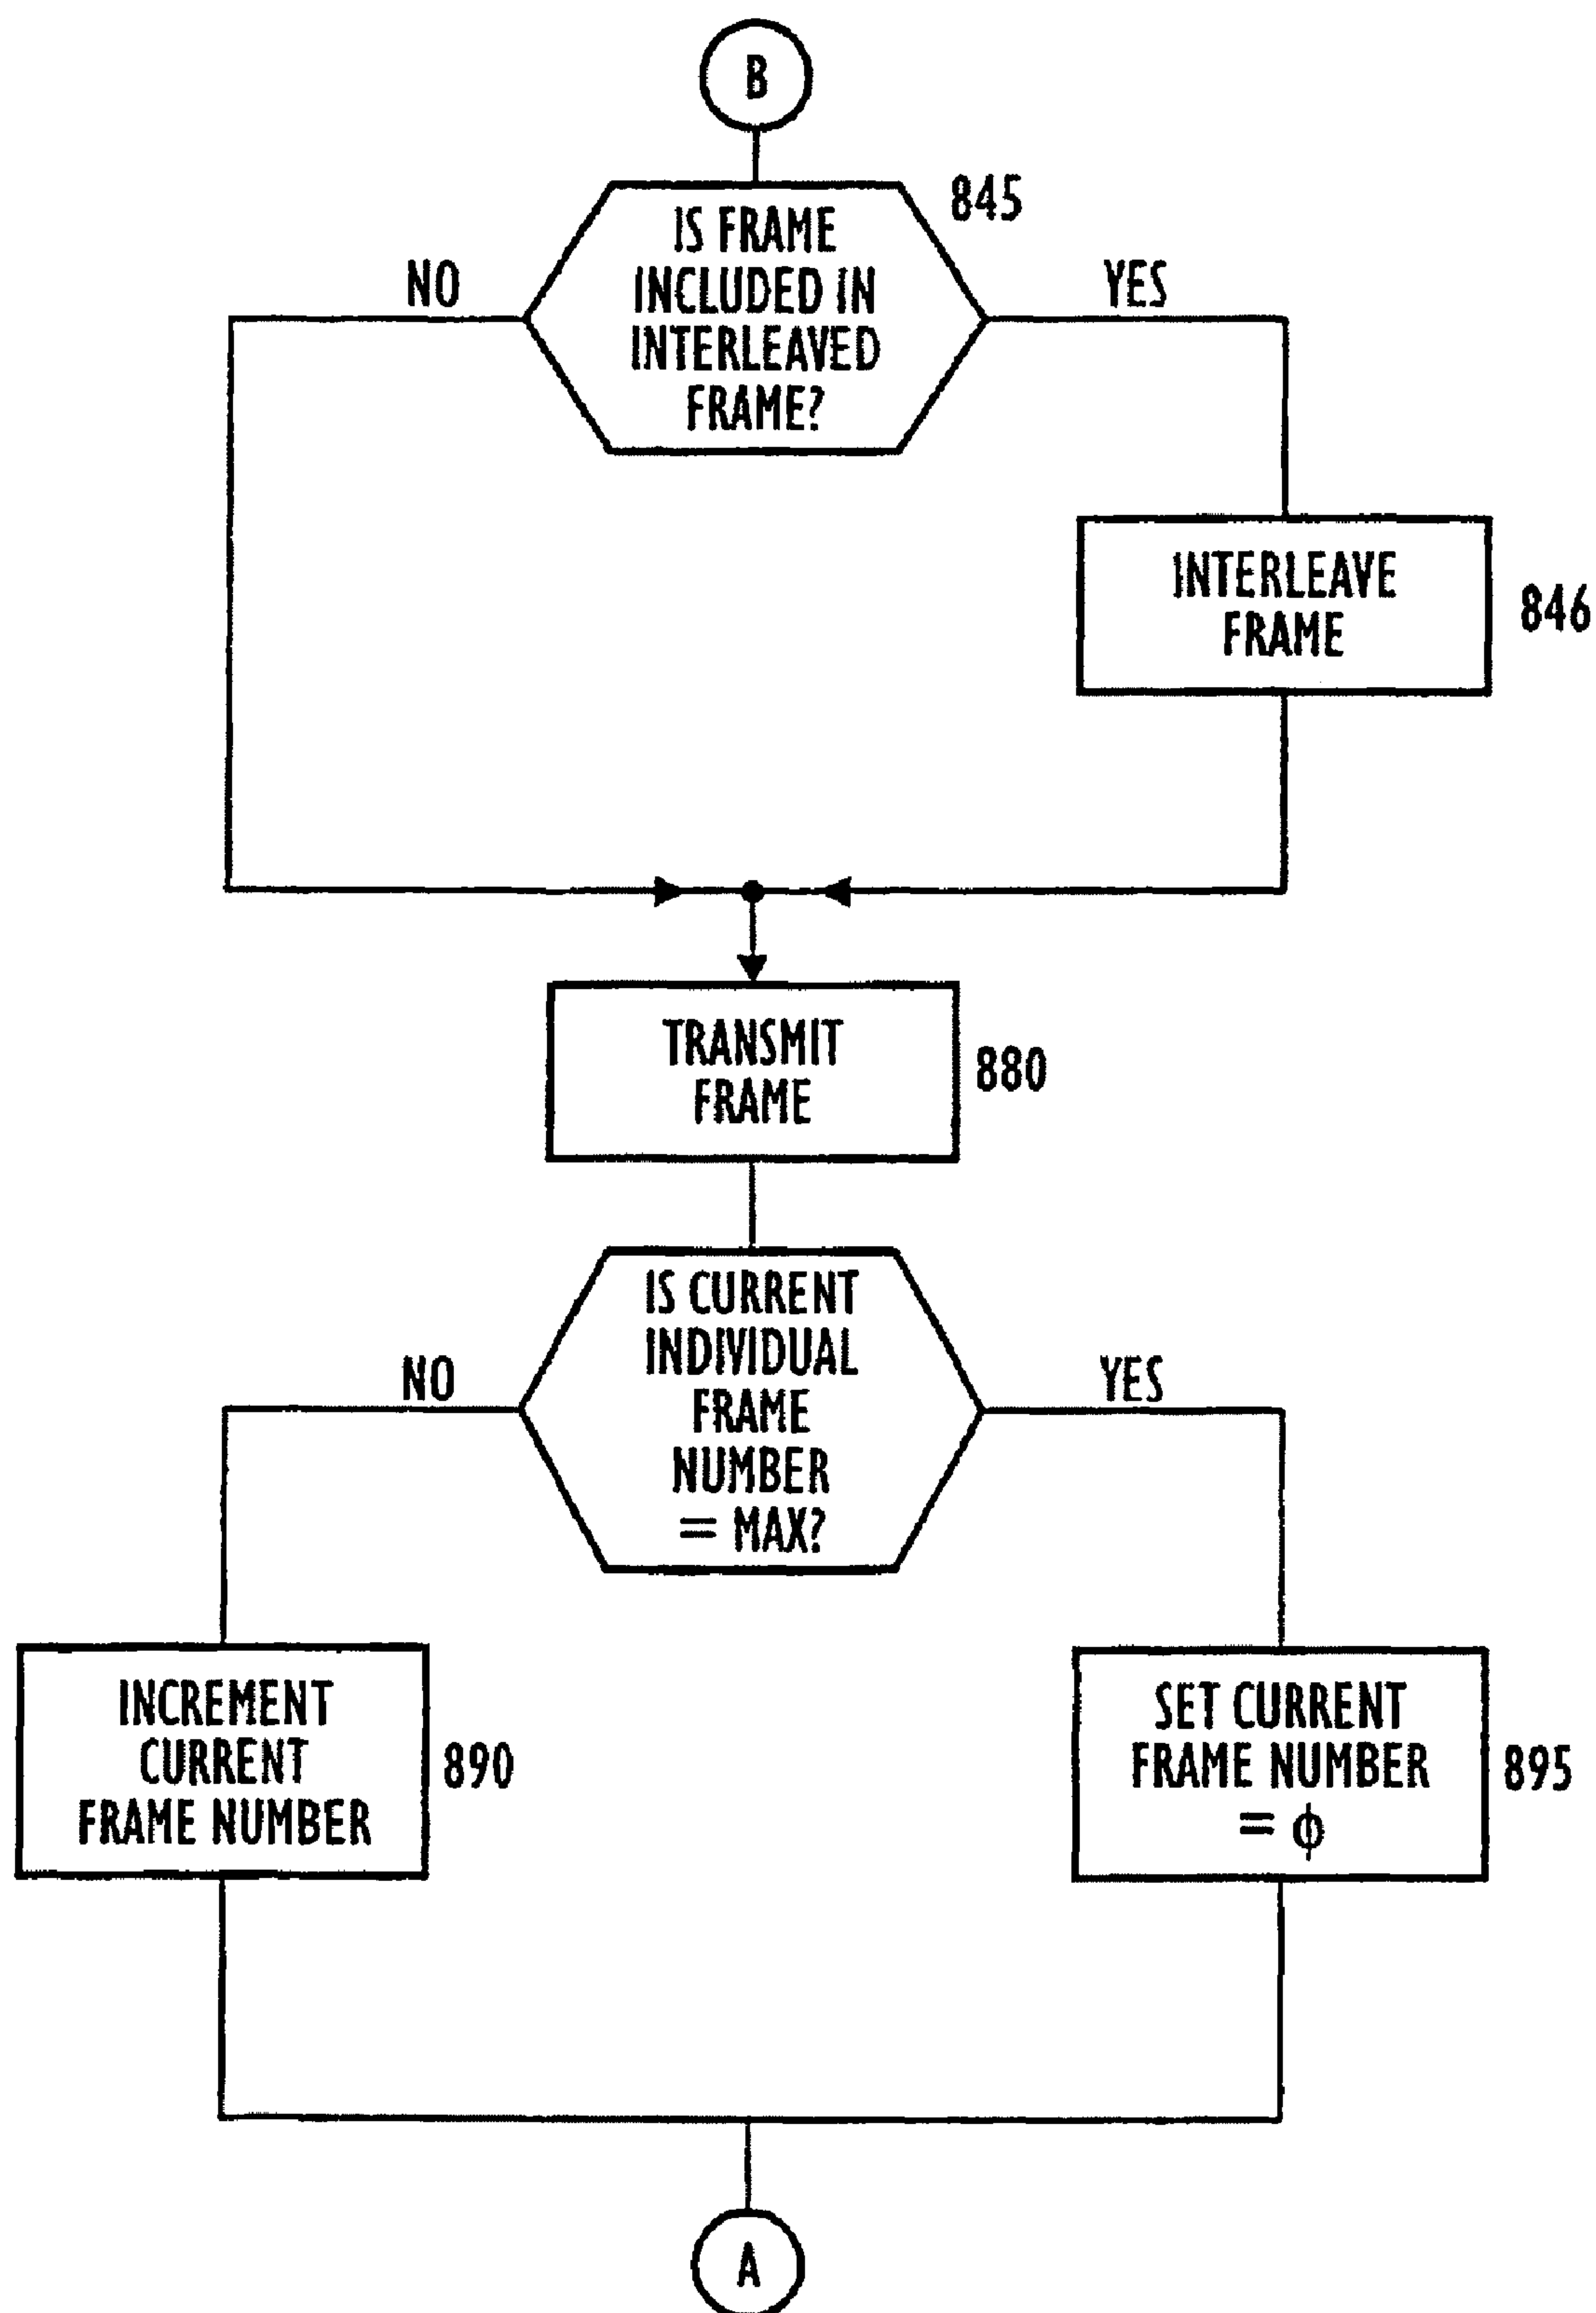 B
845
IS FRAME
INCLUDED IN
INTERLEAVED
FRAME?
NO
YES
INTERLEAVE
FRAME
846
TRANSMIT
FRAME
880
IS CURRENT
INDIVIDUAL
FRAME
NUMBER
= MAX?
NO
YES
INCREMENT
CURRENT
FRAME NUMBER
890
SET CURRENT
FRAME NUMBER
= ϕ
895
A